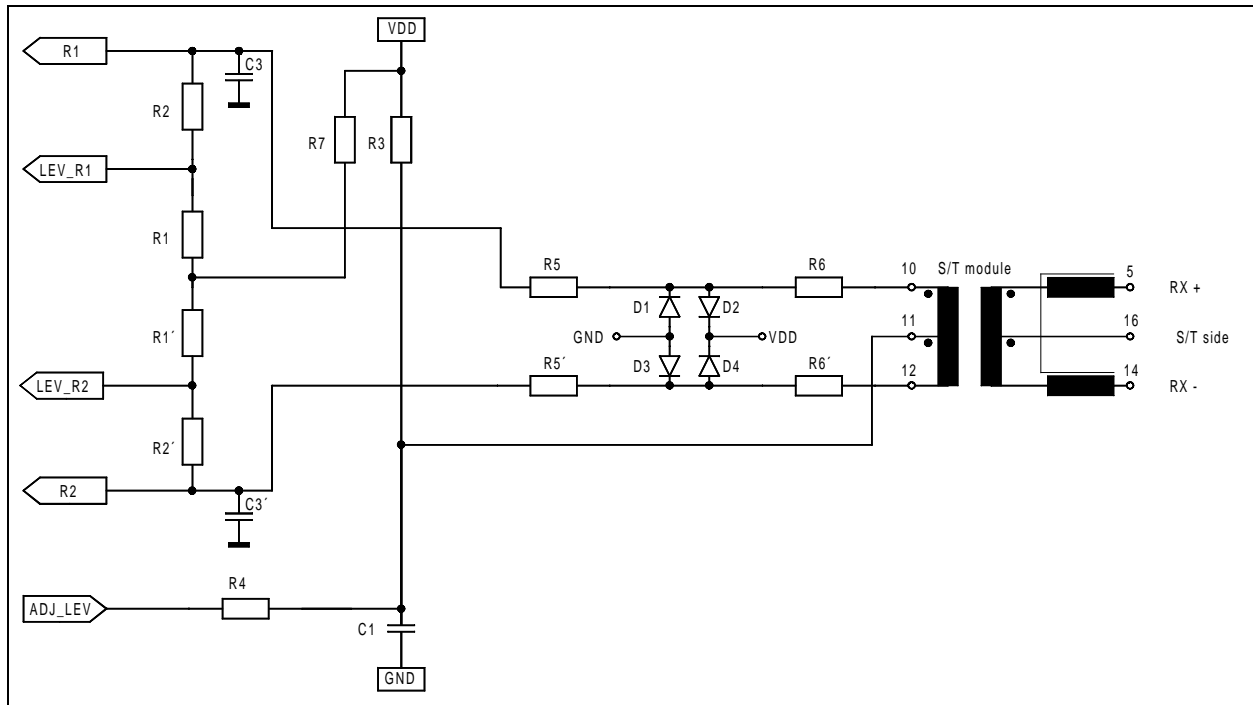 VDD
R1
C3
R2
R7
R3
LEV_R1
R1
R5
R6
10
S/T module
5
RX +
D1
D2
R1´
GND
VDD
11
16
S/T side
R5´
D3
D4
R6´
LEV_R2
12
14
RX -
R2´
R2
C3´
R4
ADJ_LEV
C1
GND